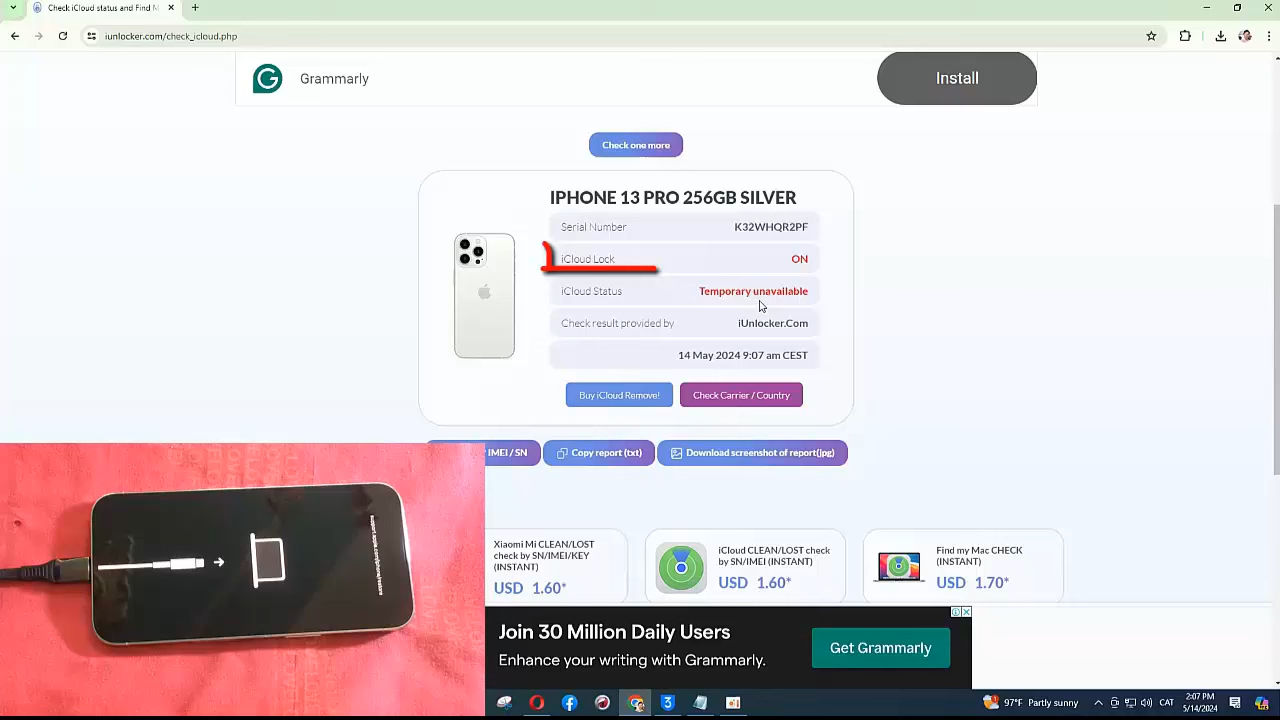 Check iCloud status and Find M
iunlocker.com/check_icloud.php
Grammarly
Install
Check one more
IPHONE 13 PRO 256GB SILVER
Serial Number K32WHQR2PF
iCloud Lock ON
iCloud Status Temporary unavailable
Check result provided by iUnlocker.Com
14 May 2024 9:07 am CEST
Buy iCloud Remove!
Check Carrier / Country
IMEI / SN
Copy report (txt)
Download screenshot of report(jpg)
support.apple.com/iphone/restore
Xiaomi Mi CLEAN/LOST
check by SN/IMEI/KEY
(INSTANT)
USD 1.60*
iCloud CLEAN/LOST check
by SN/IMEI (INSTANT)
USD 1.60*
Find my Mac CHECK
(INSTANT)
USD 1.70*
Join 30 Million Daily Users
Enhance your writing with Grammarly.
Get Grammarly
97°F Partly sunny
CAT
2:07 PM
5/14/2024